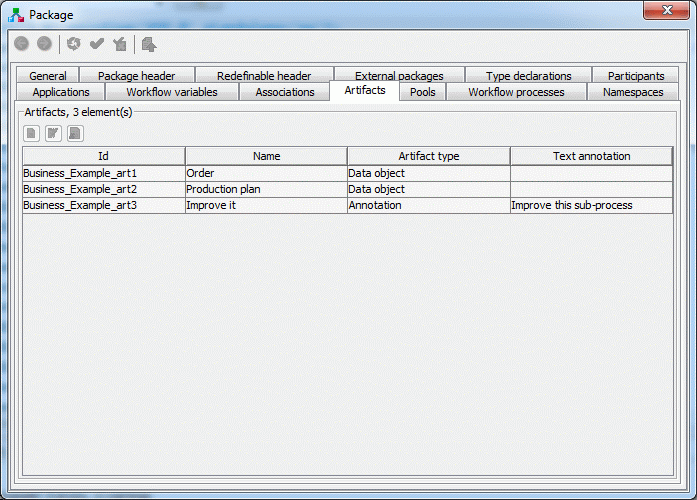 Package
General Package header Redefinable header External packages Type declarations Participants
Applications Workflow variables Associations Artifacts Pools Workflow processes Namespaces
Artifacts, 3 element(s)
Id Name Artifact type Text annotation
Business_Example_art1 Order Data object
Business_Example_art2 Production plan Data object
Business_Example_art3 Improve it Annotation Improve this sub-process